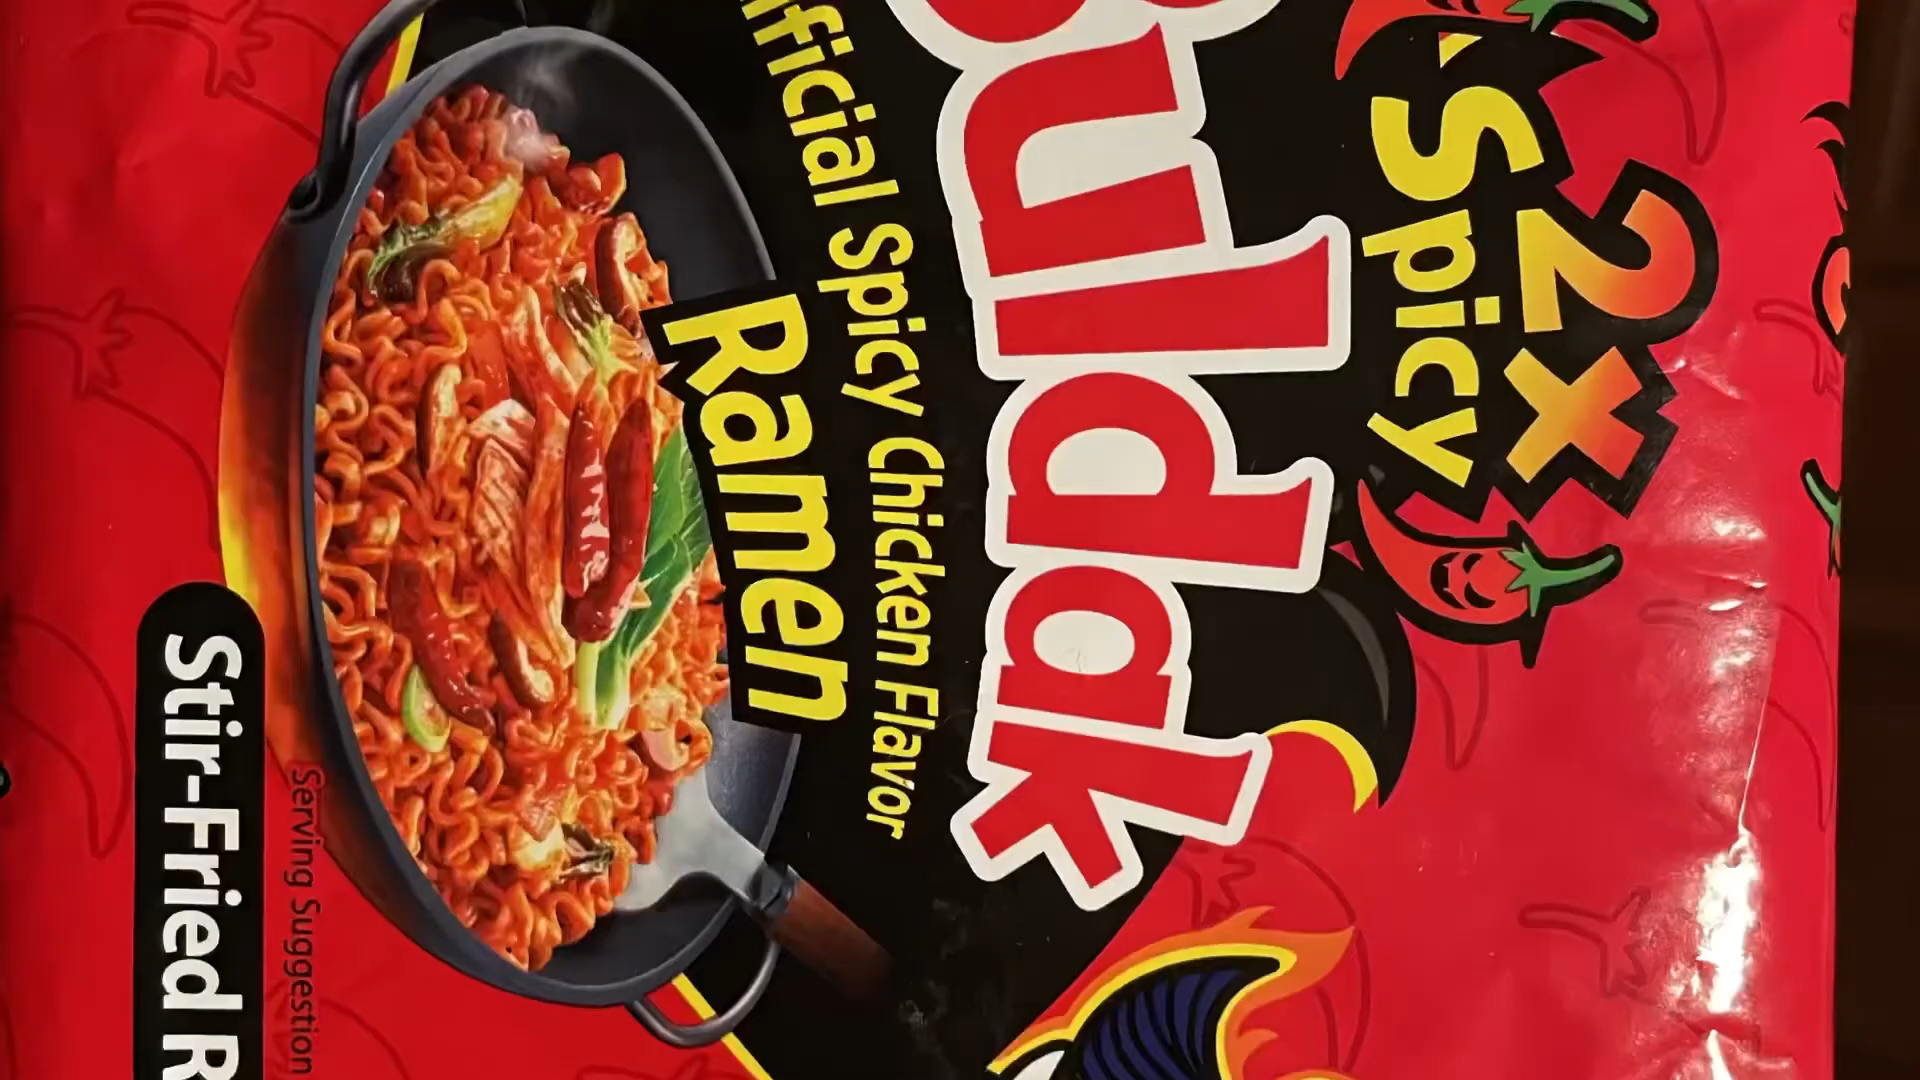 2x
Spicy
Buldak
Artificial Spicy Chicken Flavor
Ramen
Serving Suggestion
Stir-Fried R